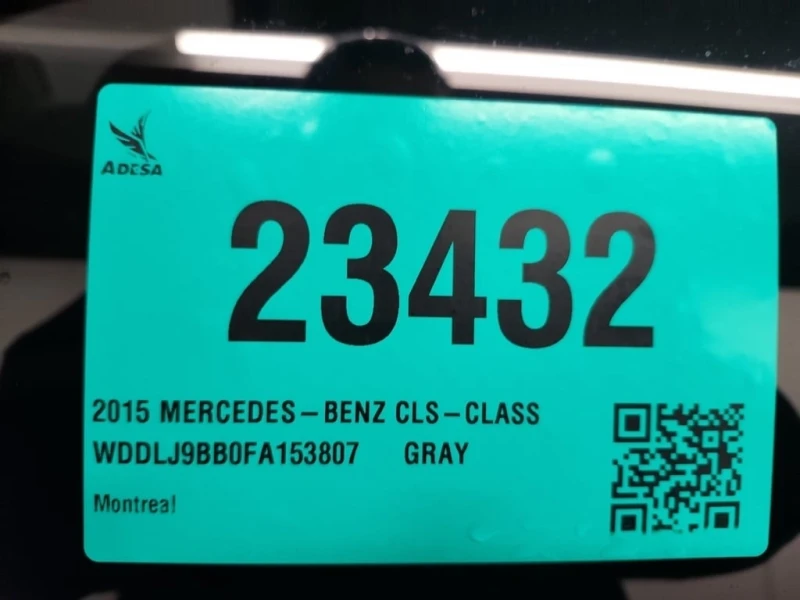 ADESA
23432
2015 MERCEDES-BENZ CLS-CLASS
WDDLJ9BB0FA153807 GRAY
Montreal